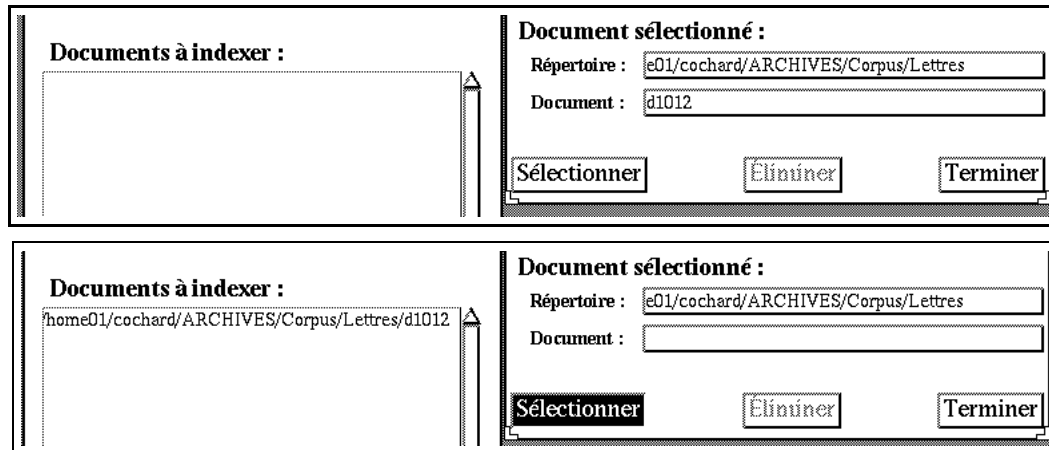 Documents à indexer :
Document sélectionné :
Répertoire : e01/cochard/ARCHIVES/Corpus/Lettres
Document : d1012
Sélectionner Éliminer Terminer
Documents à indexer :
/home01/cochard/ARCHIVES/Corpus/Lettres/d1012
Document sélectionné :
Répertoire : e01/cochard/ARCHIVES/Corpus/Lettres
Document :
Sélectionner Éliminer Terminer